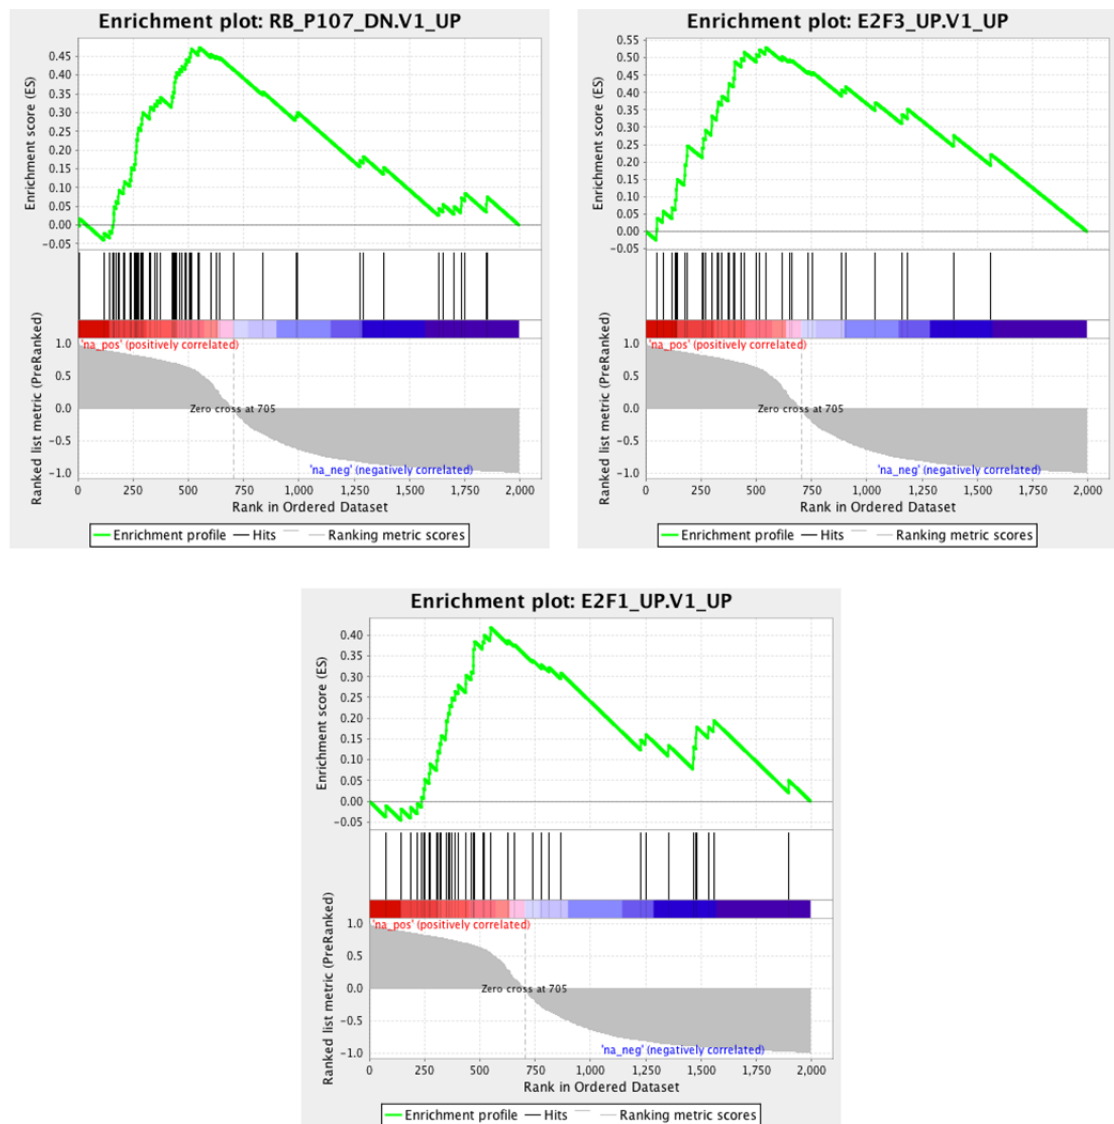 Enrichment plot: RB_P107_DN.V1_UP
Enrichment score (ES)
0.45
0.40
0.35
0.30
0.25
0.20
0.15
0.10
0.05
0.00
-0.05
'na_pos' (positively correlated)
Ranked list metric (PreRanked)
1.0
0.5
0.0
-0.5
-1.0
Zero cross at 705
'na_neg' (negatively correlated)
0 250 500 750 1,000 1,250 1,500 1,750 2,000
Rank in Ordered Dataset
Enrichment profile Hits Ranking metric scores
Enrichment plot: E2F3_UP.V1_UP
Enrichment score (ES)
0.55
0.50
0.45
0.40
0.35
0.30
0.25
0.20
0.15
0.10
0.05
0.00
-0.05
'na_pos' (positively correlated)
Ranked list metric (PreRanked)
1.0
0.5
0.0
-0.5
-1.0
Zero cross at 705
'na_neg' (negatively correlated)
0 250 500 750 1,000 1,250 1,500 1,750 2,000
Rank in Ordered Dataset
Enrichment profile Hits Ranking metric scores
Enrichment plot: E2F1_UP.V1_UP
Enrichment score (ES)
0.40
0.35
0.30
0.25
0.20
0.15
0.10
0.05
0.00
-0.05
'na_pos' (positively correlated)
Ranked list metric (PreRanked)
1.0
0.5
0.0
-0.5
-1.0
Zero cross at 705
'na_neg' (negatively correlated)
0 250 500 750 1,000 1,250 1,500 1,750 2,000
Rank in Ordered Dataset
Enrichment profile Hits Ranking metric scores